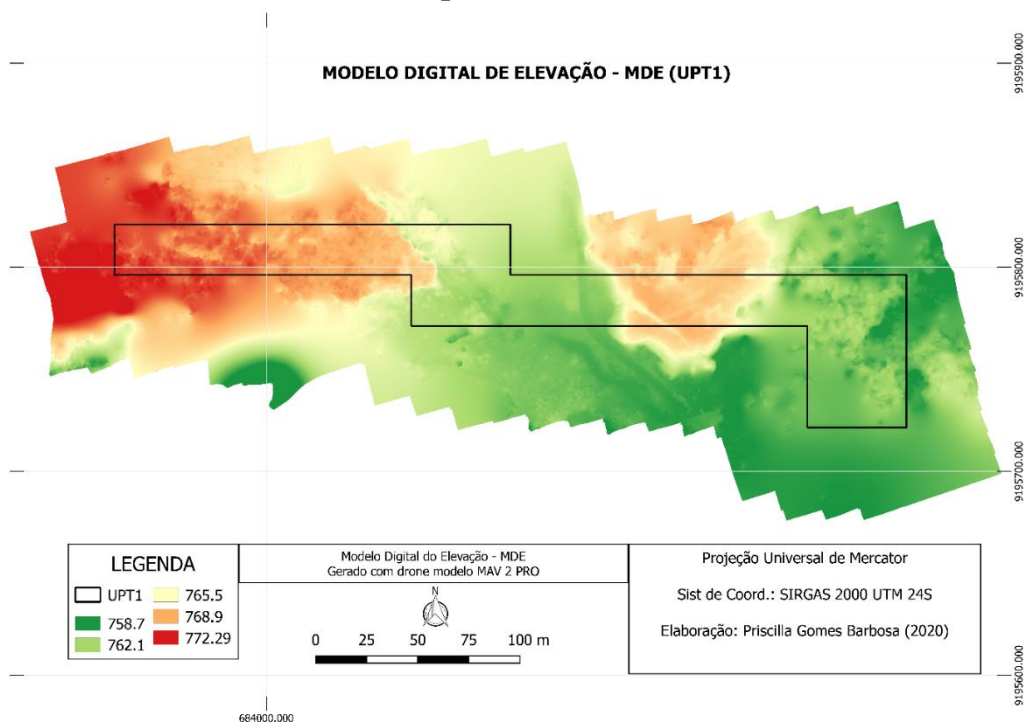 MODELO DIGITAL DE ELEVAÇÃO - MDE (UPT1)
9195900.000
9195800.000
9195700.000
9195600.000
684000.000
LEGENDA
UPT1
758.7
762.1
765.5
768.9
772.29
Modelo Digital do Elevação - MDE
Gerado com drone modelo MAV 2 PRO
N
0 25 50 75 100 m
Projeção Universal de Mercator
Sist de Coord.: SIRGAS 2000 UTM 24S
Elaboração: Priscilla Gomes Barbosa (2020)